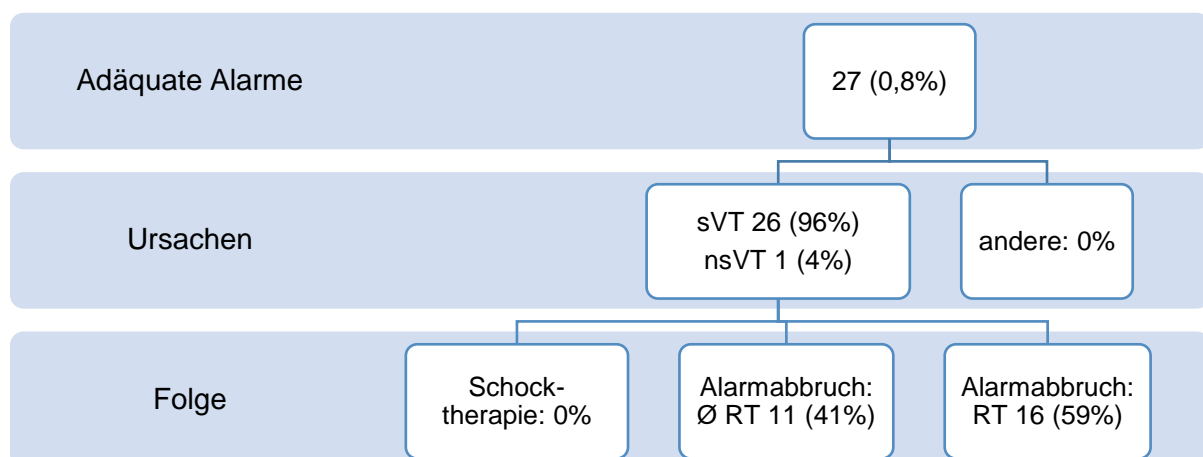 Adäquate Alarme
27 (0,8%)
Ursachen
sVT 26 (96%)
nsVT 1 (4%)
andere: 0%
Folge
Schock-
therapie: 0%
Alarmabbruch:
Ø RT 11 (41%)
Alarmabbruch:
RT 16 (59%)